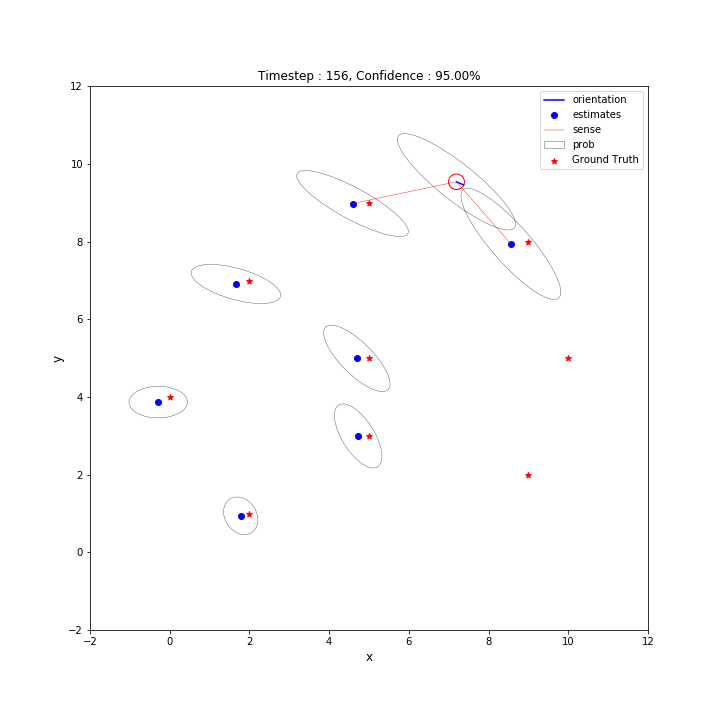 Timestep : 156, Confidence : 95.00%
12
10
8
6
4
2
0
−2
y
−2 0 2 4 6 8 10 12
x
orientation
estimates
sense
prob
Ground Truth